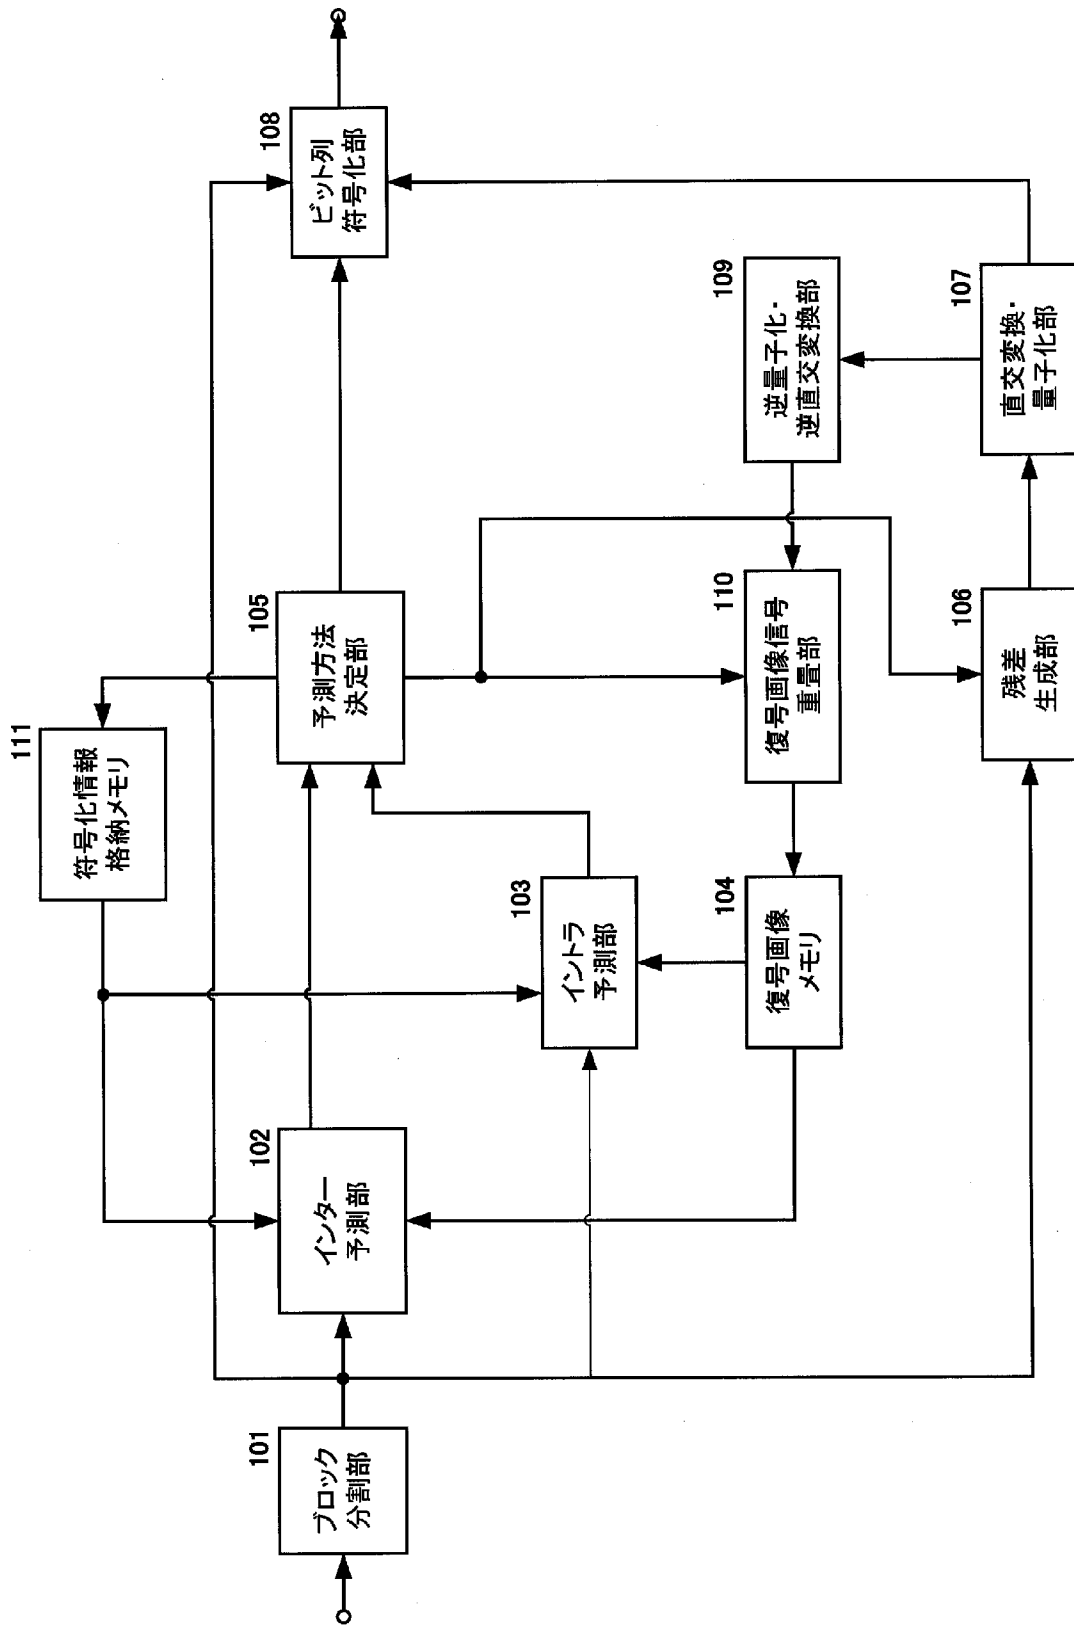 101
ブロック
分割部
102
インター
予測部
103
イントラ
予測部
104
復号画像
メモリ
105
予測方法
決定部
106
残差
生成部
107
直交変換・
量子化部
108
ビット列
符号化部
109
逆量子化・
逆直交変換部
110
復号画像信号
重畳部
111
符号化情報
格納メモリ